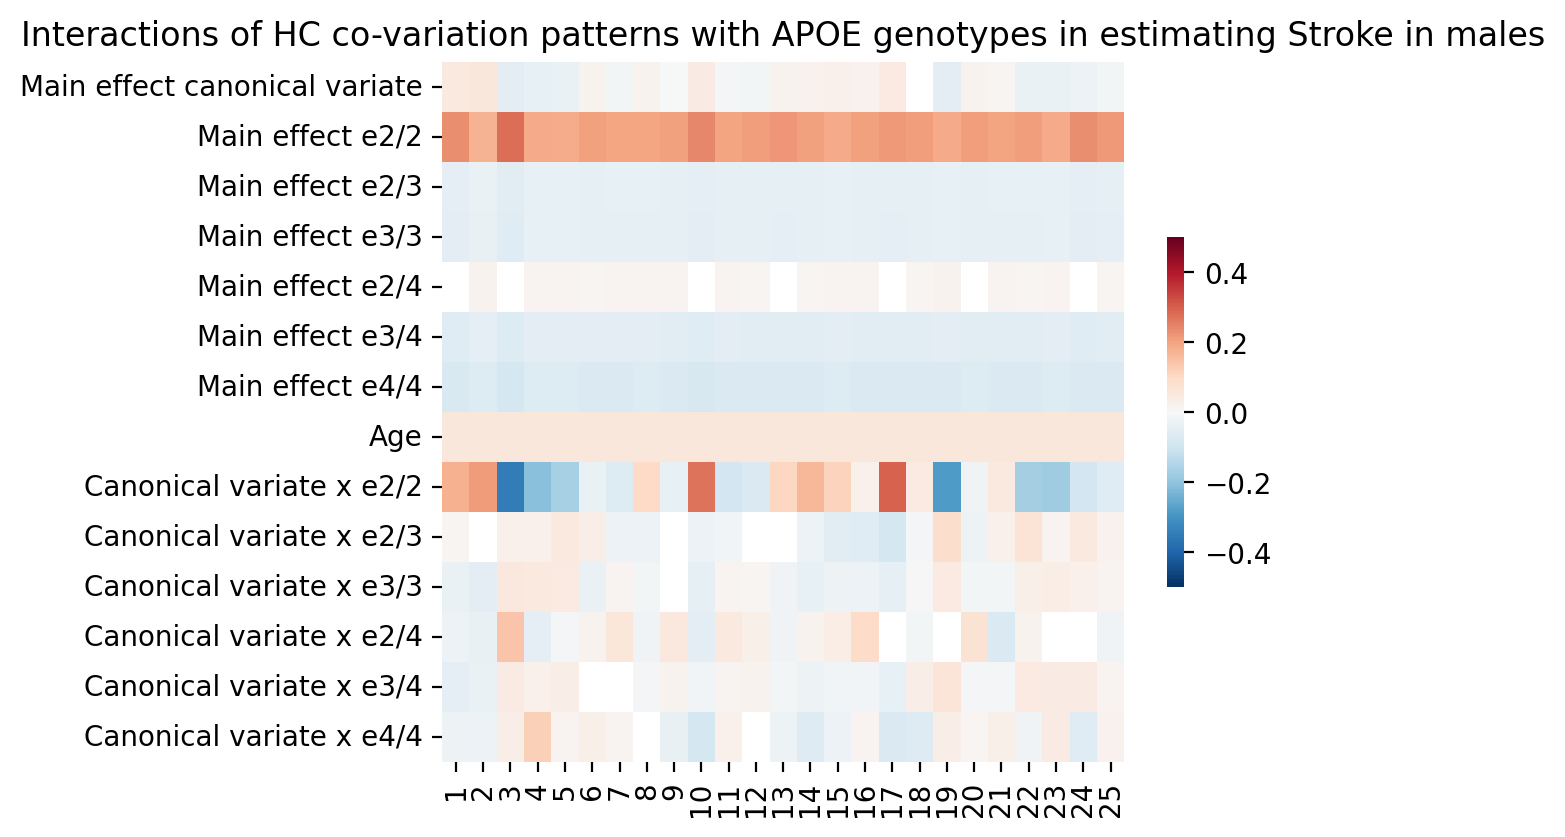 Interactions of HC co-variation patterns with APOE genotypes in estimating Stroke in males
Main effect canonical variate
Main effect e2/2
Main effect e2/3
Main effect e3/3
Main effect e2/4
Main effect e3/4
Main effect e4/4
Age
Canonical variate x e2/2
Canonical variate x e2/3
Canonical variate x e3/3
Canonical variate x e2/4
Canonical variate x e3/4
Canonical variate x e4/4
1 2 3 4 5 6 7 8 9 10 11 12 13 14 15 16 17 18 19 20 21 22 23 24 25
0.4
0.2
0.0
−0.2
−0.4